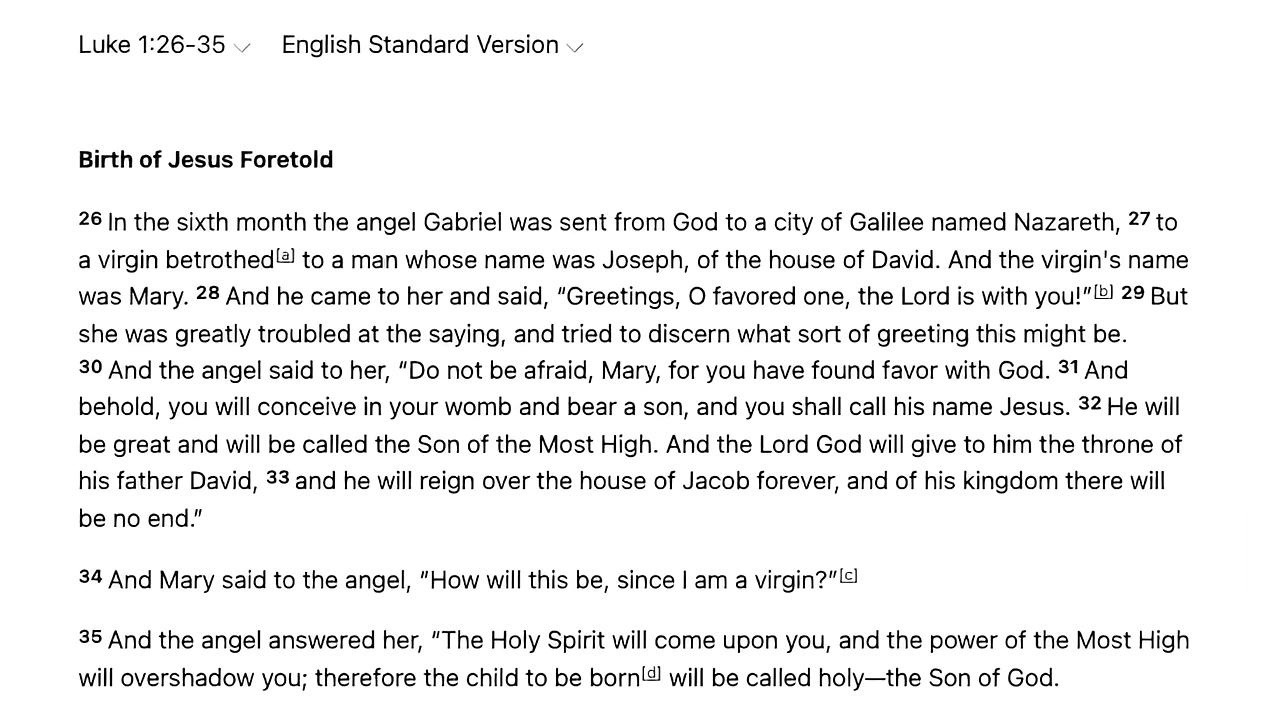 Luke 1:26-35 English Standard Version
Birth of Jesus Foretold
26 In the sixth month the angel Gabriel was sent from God to a city of Galilee named Nazareth, 27 to
a virgin betrothed[a] to a man whose name was Joseph, of the house of David. And the virgin's name
was Mary. 28 And he came to her and said, “Greetings, O favored one, the Lord is with you!”[b] 29 But
she was greatly troubled at the saying, and tried to discern what sort of greeting this might be.
30 And the angel said to her, “Do not be afraid, Mary, for you have found favor with God. 31 And
behold, you will conceive in your womb and bear a son, and you shall call his name Jesus. 32 He will
be great and will be called the Son of the Most High. And the Lord God will give to him the throne of
his father David, 33 and he will reign over the house of Jacob forever, and of his kingdom there will
be no end.”
34 And Mary said to the angel, “How will this be, since I am a virgin?”[c]
35 And the angel answered her, “The Holy Spirit will come upon you, and the power of the Most High
will overshadow you; therefore the child to be born[d] will be called holy—the Son of God.